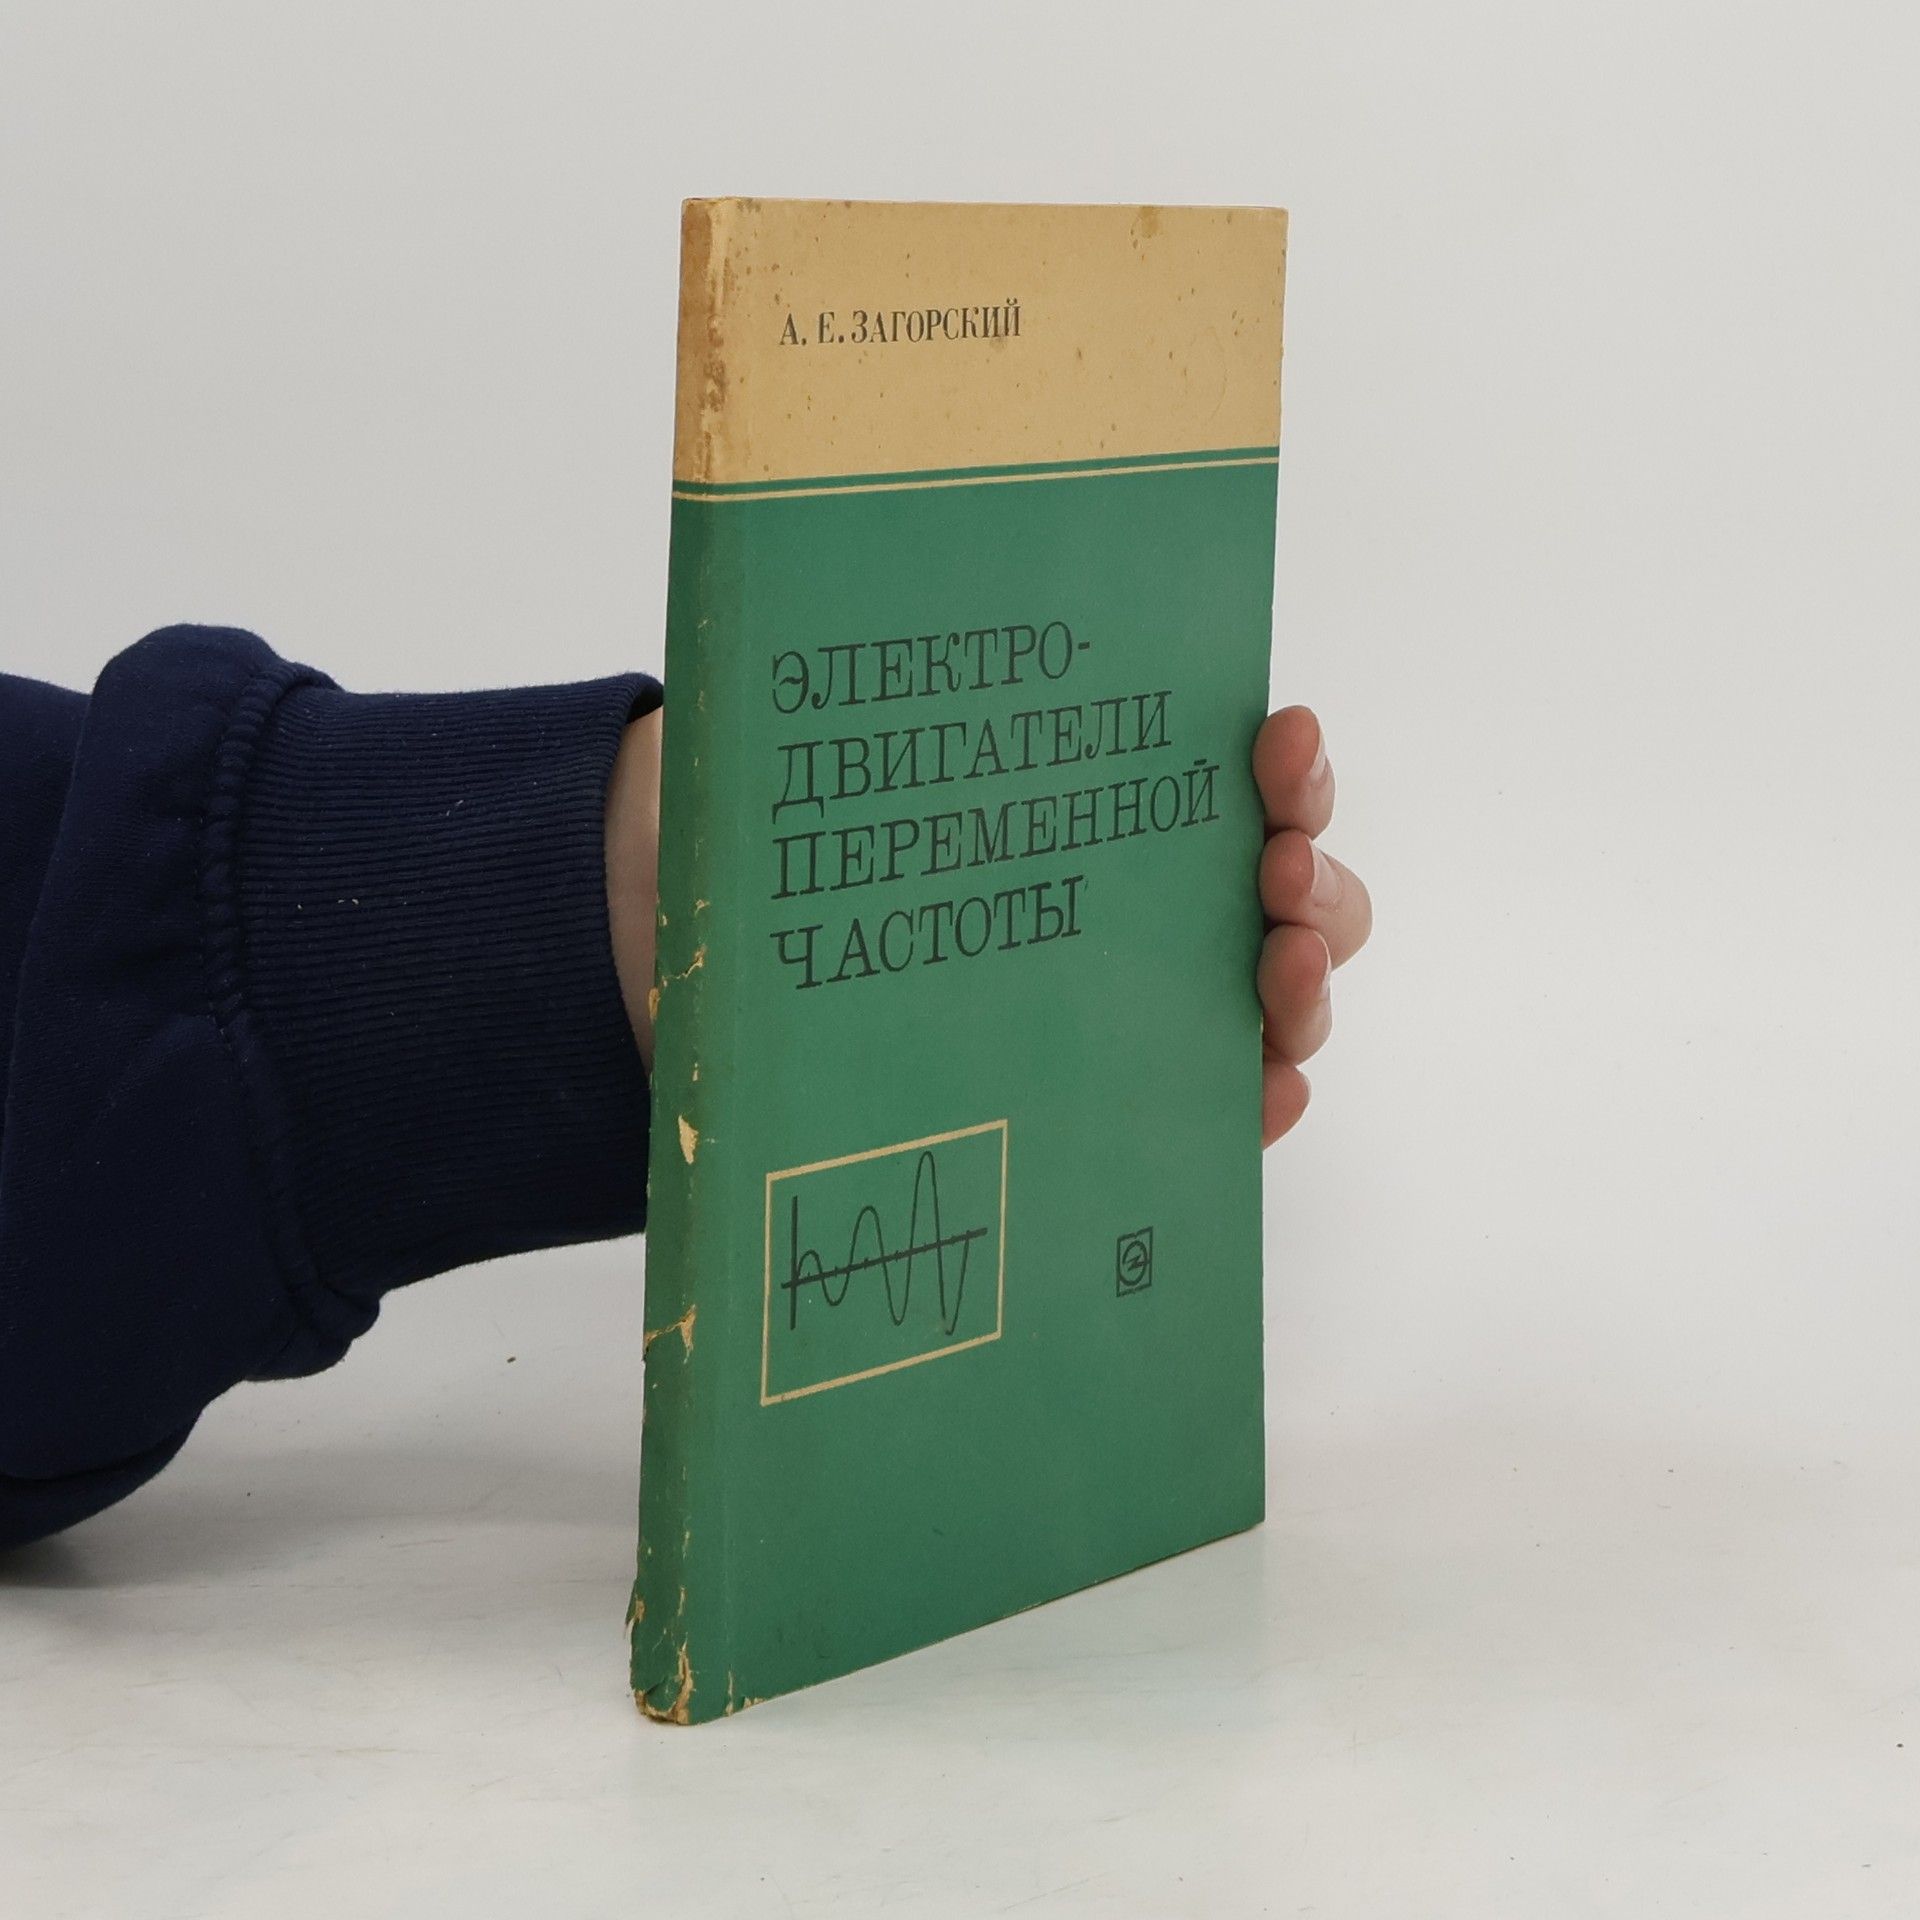 А. Е. ЗАГОРСКИЙ
ЭЛЕКТРО-
ДВИГАТЕЛИ
ПЕРЕМЕННОЙ
ЧАСТОТЫ